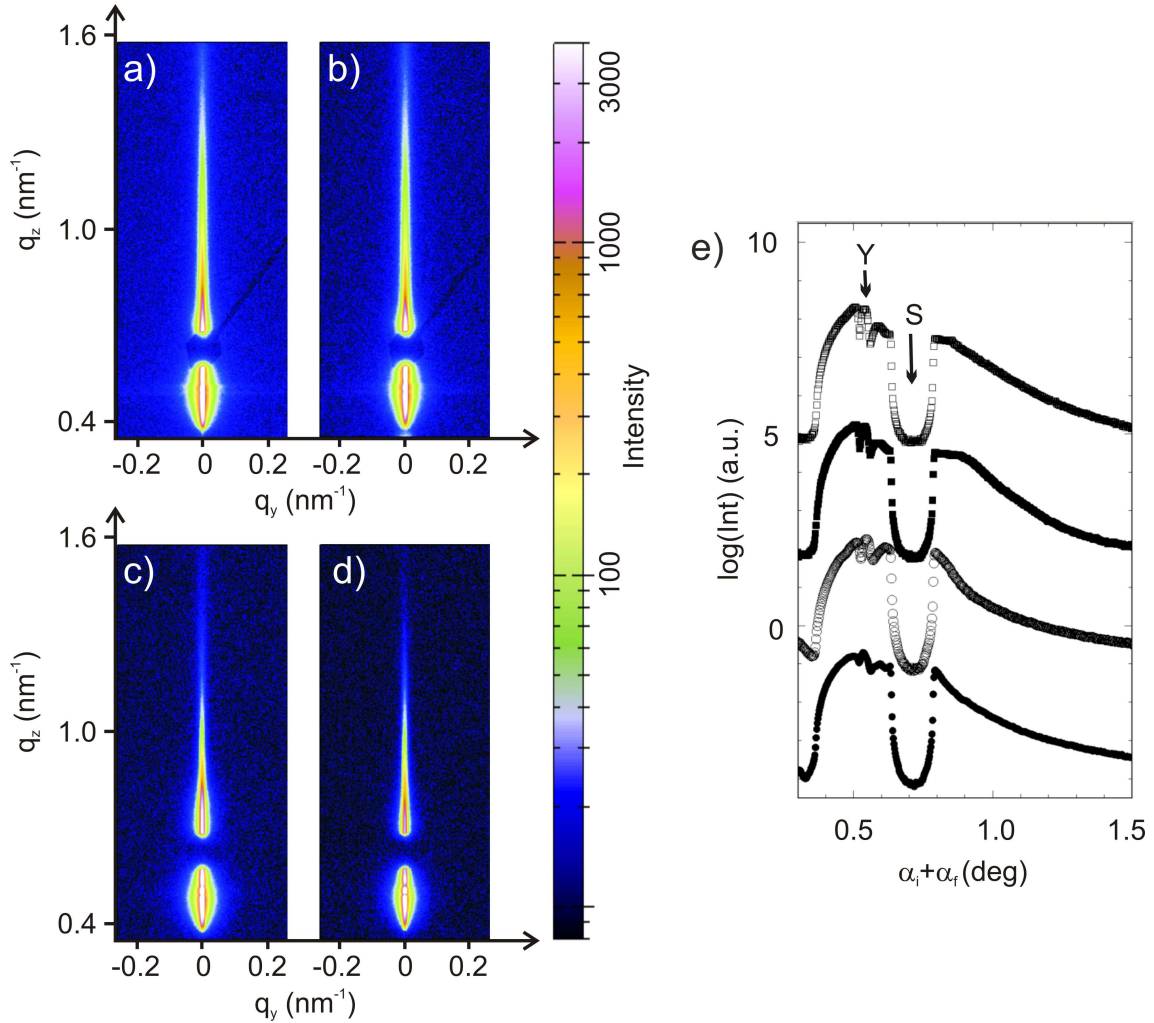 1.6
a)
b)
3000
1.0
q_z (nm⁻¹)
1000
0.4
Intensity
-0.2
0
0.2
-0.2
0
0.2
q_y (nm⁻¹)
1.6
c)
d)
100
1.0
q_z (nm⁻¹)
0.4
-0.2
0
0.2
-0.2
0
0.2
q_y (nm⁻¹)
e)
10
Y
S
5
log(Int) (a.u.)
0
0.5
1.0
1.5
α_i+α_f (deg)